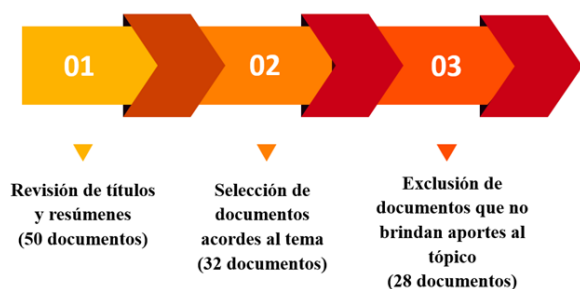 01
02
03
Revisión de títulos
y resúmenes
(50 documentos)
Selección de
documentos
acordes al tema
(32 documentos)
Exclusión de
documentos que no
brindan aportes al
tópico
(28 documentos)